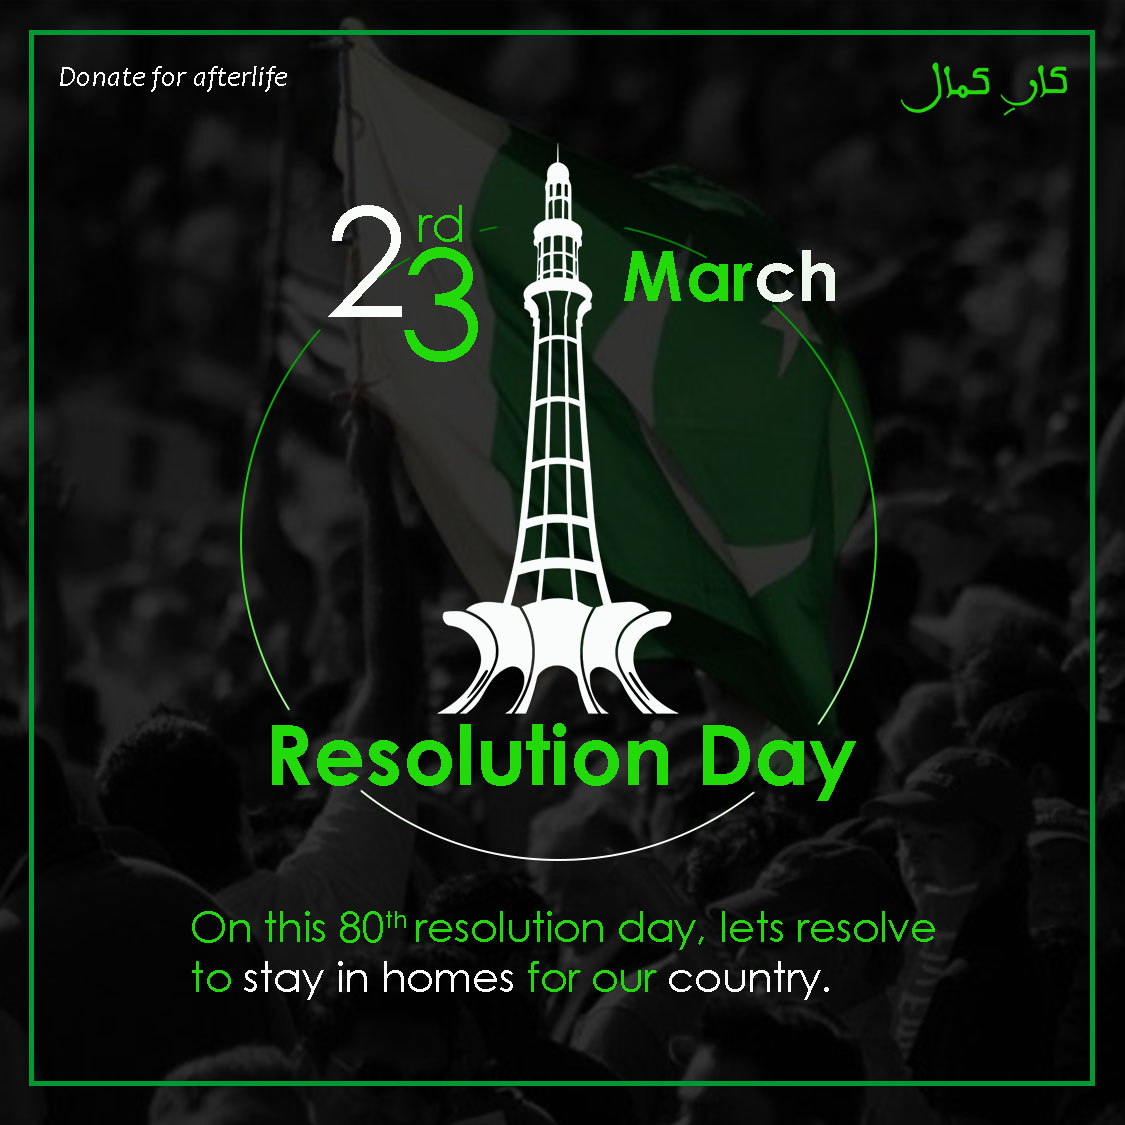 Donate for afterlife
کارِ کمال
23rd March
Resolution Day
On this 80th resolution day, lets resolve
to stay in homes for our country.